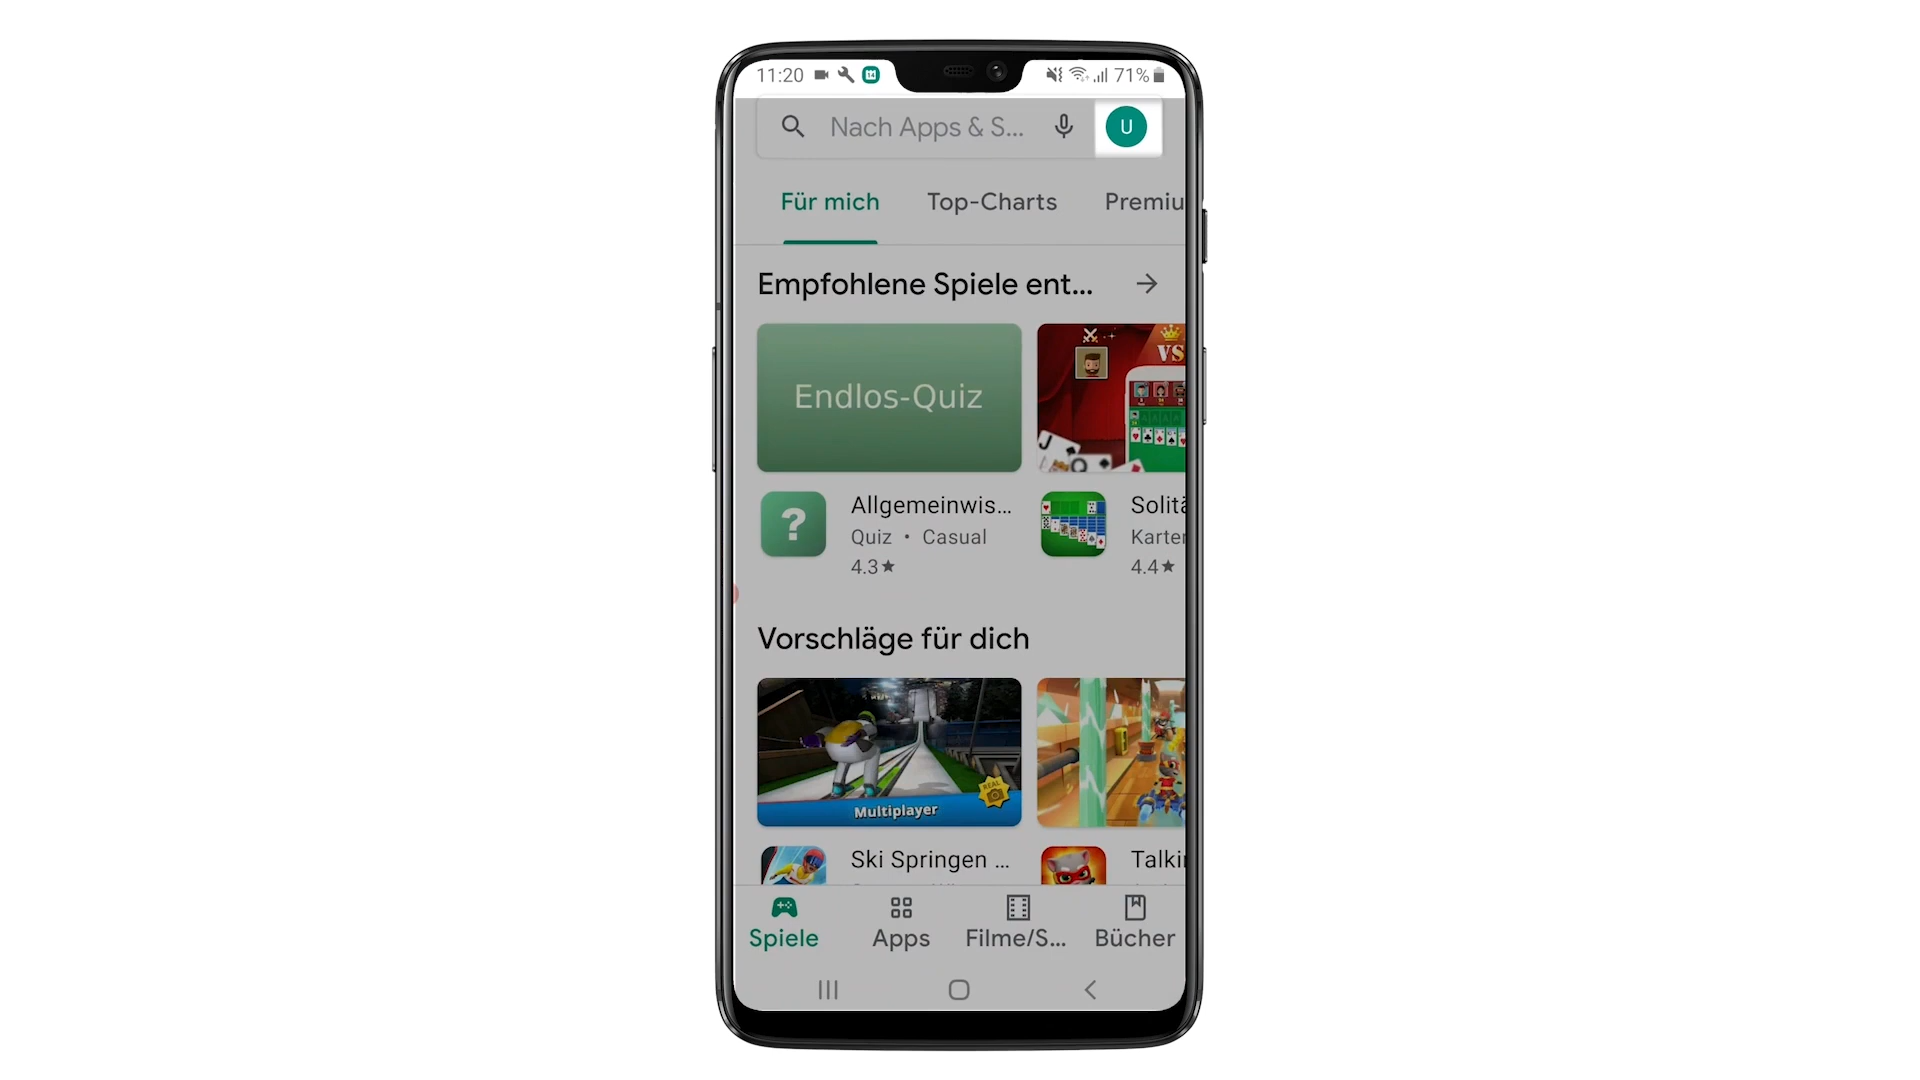 11:20
71%
Nach Apps & S...
U
Für mich
Top-Charts
Premiu
Empfohlene Spiele ent...
Endlos-Quiz
VS
J
Q
?
Allgemeinwis...
Quiz • Casual
4.3★
Solitä
Karter
4.4★
Vorschläge für dich
REAL
Multiplayer
Ski Springen ...
Talki
Spiele
Apps
Filme/S...
Bücher